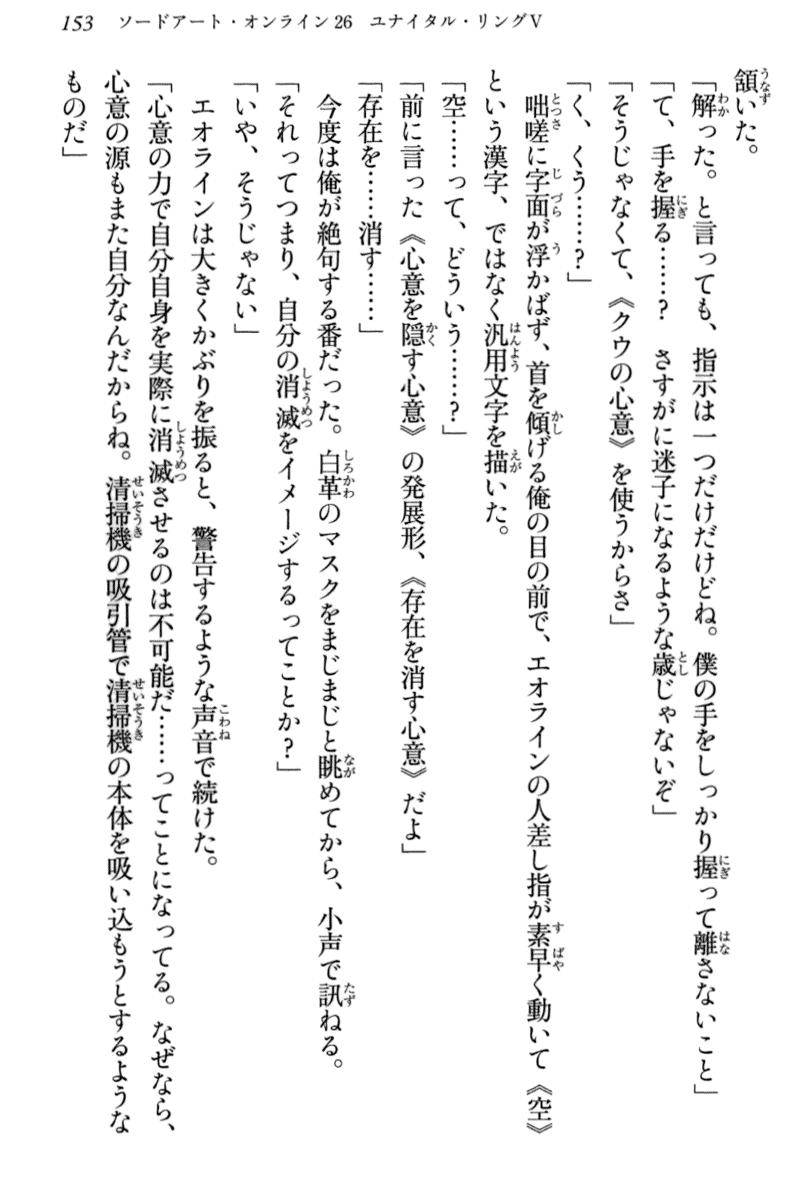 153　ソードアート・オンライン26　ユナイタル・リングⅤ
頷いた。
「解った。と言っても、指示は一つだけだけどね。僕の手をしっかり握って離さないこと」
「て、手を握る……？　さすがに迷子になるような歳じゃないぞ」
「そうじゃなくて、《クウの心意》を使うからさ」
「く、くう……？」
　咄嗟に字面が浮かばず、首を傾げる俺の目の前で、エオラインの人差し指が素早く動いて《空》
という漢字、ではなく汎用文字を描いた。
「空……って、どういう……？」
「前に言った《心意を隠す心意》の発展形、《存在を消す心意》だよ」
「存在を……消す……」
　今度は俺が絶句する番だった。白革のマスクをまじまじと眺めてから、小声で訊ねる。
「それってつまり、自分の消滅をイメージするってことか？」
「いや、そうじゃない」
　エオラインは大きくかぶりを振ると、警告するような声音で続けた。
「心意の力で自分自身を実際に消滅させるのは不可能だ……ってことになってる。なぜなら、
心意の源もまた自分なんだからね。清掃機の吸引管で清掃機の本体を吸い込もうとするような
ものだ」